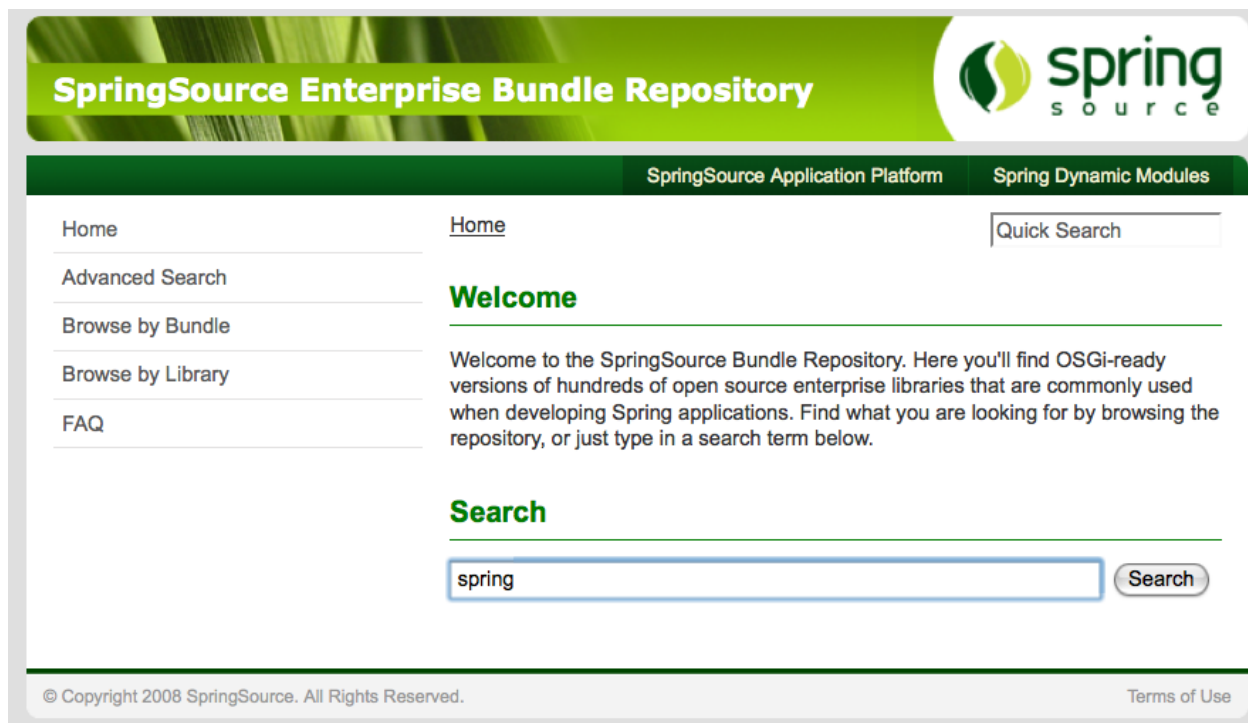 SpringSource Enterprise Bundle Repository
spring
source
SpringSource Application Platform
Spring Dynamic Modules
Home
Advanced Search
Browse by Bundle
Browse by Library
FAQ
Home
Quick Search
Welcome
Welcome to the SpringSource Bundle Repository. Here you'll find OSGi-ready
versions of hundreds of open source enterprise libraries that are commonly used
when developing Spring applications. Find what you are looking for by browsing the
repository, or just type in a search term below.
Search
spring
Search
© Copyright 2008 SpringSource. All Rights Reserved.
Terms of Use